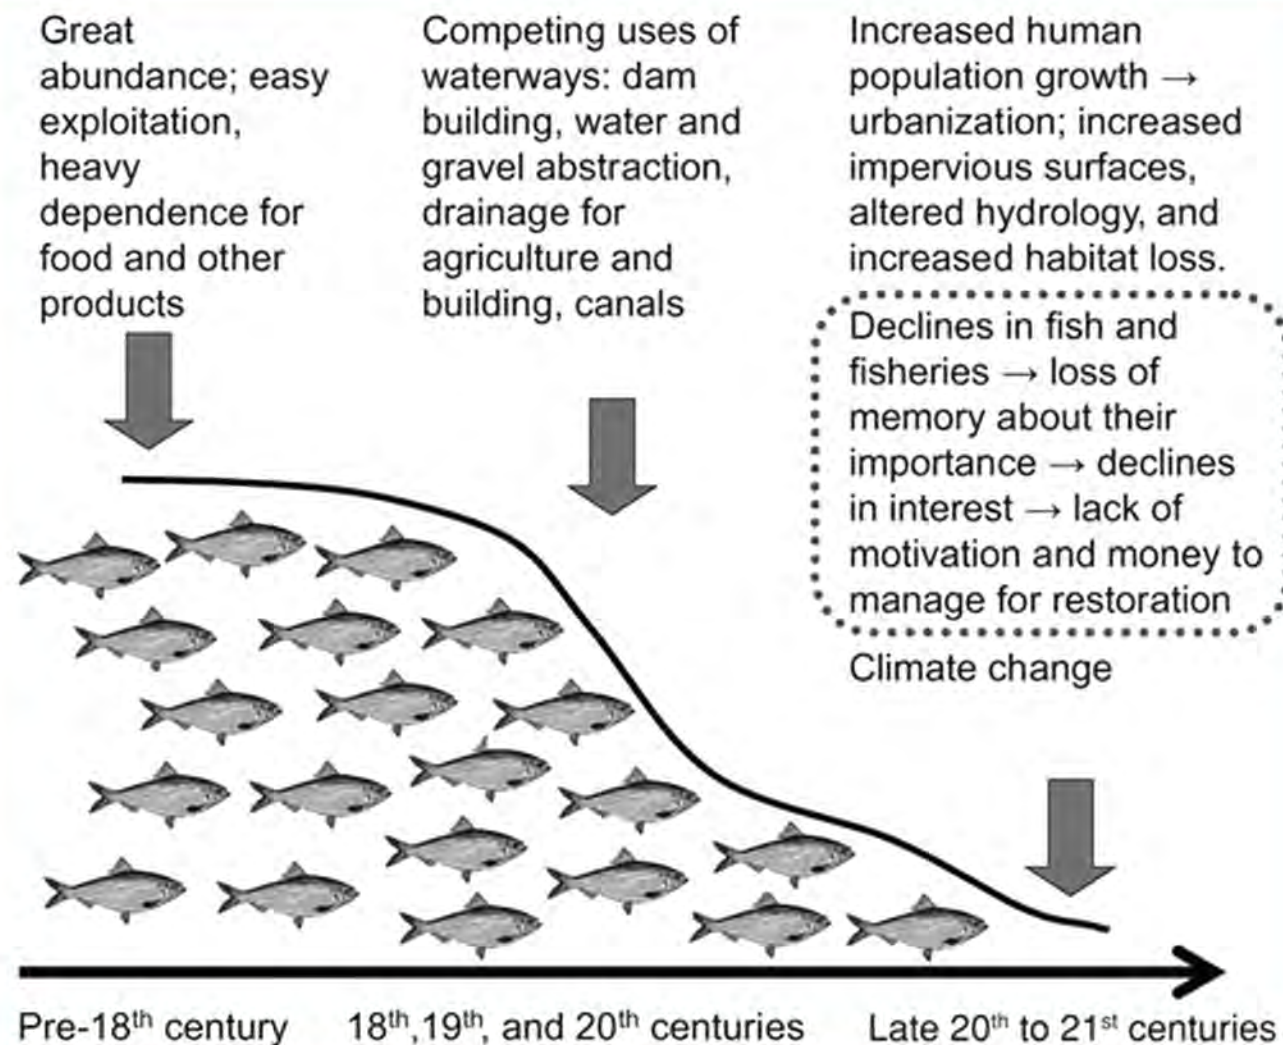 Great
abundance; easy
exploitation,
heavy
dependence for
food and other
products
Competing uses of
waterways: dam
building, water and
gravel abstraction,
drainage for
agriculture and
building, canals
Increased human
population growth →
urbanization; increased
impervious surfaces,
altered hydrology, and
increased habitat loss.
Declines in fish and
fisheries → loss of
memory about their
importance → declines
in interest → lack of
motivation and money to
manage for restoration
Climate change
Pre-18th century
18th,19th, and 20th centuries
Late 20th to 21st centuries